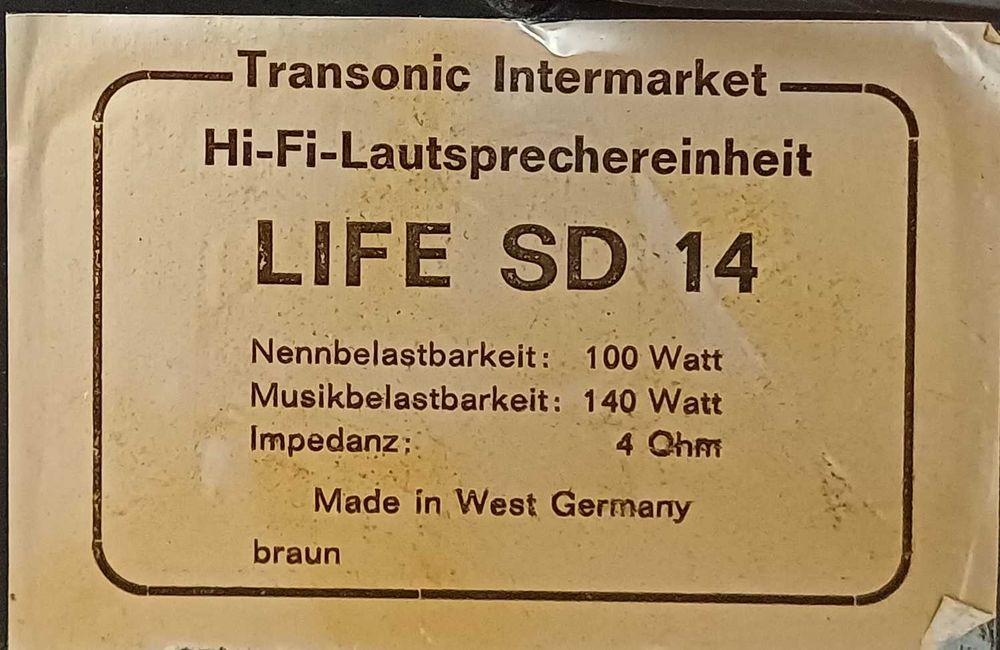 Transonic Intermarket
Hi-Fi-Lautsprechereinheit
LIFE SD 14
Nennbelastbarkeit: 100 Watt
Musikbelastbarkeit: 140 Watt
Impedanz: 4 Ohm
Made in West Germany
braun